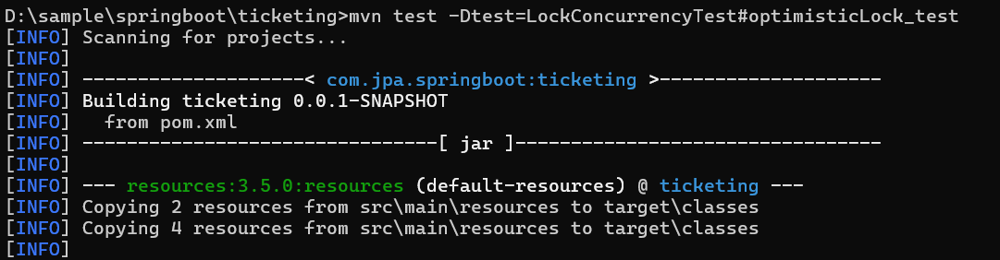 D:\sample\springboot\ticketing>mvn test -Dtest=LockConcurrencyTest#optimisticLock_test
[INFO] Scanning for projects...
[INFO]
[INFO] --------------------< com.jpa.springboot:ticketing >--------------------
[INFO] Building ticketing 0.0.1-SNAPSHOT
[INFO]   from pom.xml
[INFO] --------------------------------[ jar ]---------------------------------
[INFO]
[INFO] --- resources:3.5.0:resources (default-resources) @ ticketing ---
[INFO] Copying 2 resources from src\main\resources to target\classes
[INFO] Copying 4 resources from src\main\resources to target\classes
[INFO]